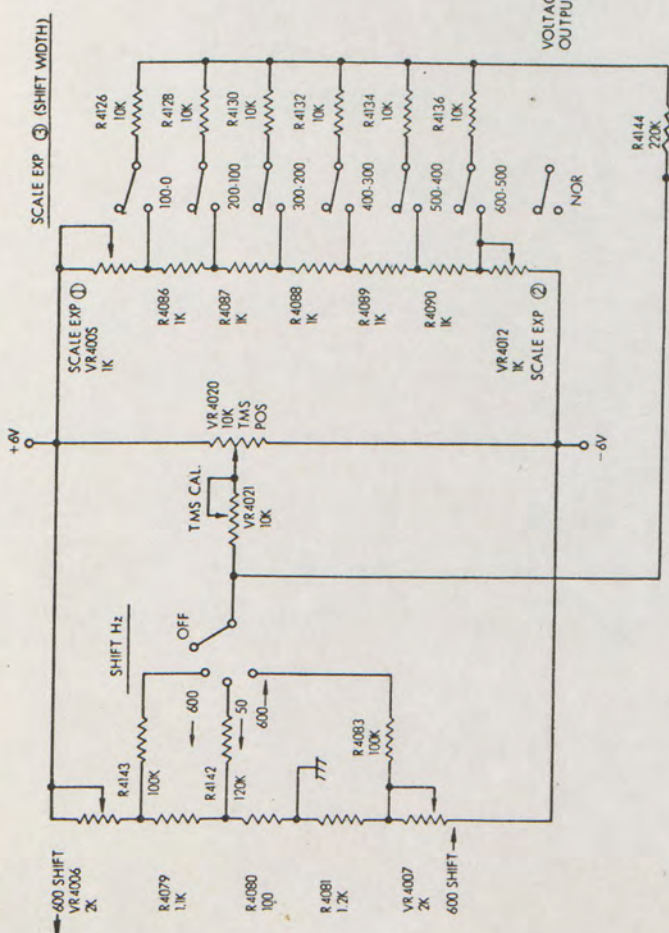 SCALE EXP ③ (SHIFT WIDTH)
R4126
10K
100-0
R4128
10K
200-100
R4130
10K
300-200
R4132
10K
400-300
R4134
10K
500-400
R4136
10K
600-500
NOR
VOLTAG
OUTPU
R4144
220K
SCALE EXP ①
VR4005
1K
R4086
1K
R4087
1K
R4088
1K
R4089
1K
R4090
1K
VR4012
1K
SCALE EXP ②
+6V
VR4020
10K
TMS
POS
-6V
TMS CAL.
VR4021
10K
SHIFT Hz
OFF
600
50
600
R4143
100K
R4142
120K
R4083
100K
600 SHIFT
VR4006
2K
R4079
1.1K
R4080
100
R4081
1.2K
VR4007
2K
600 SHIFT